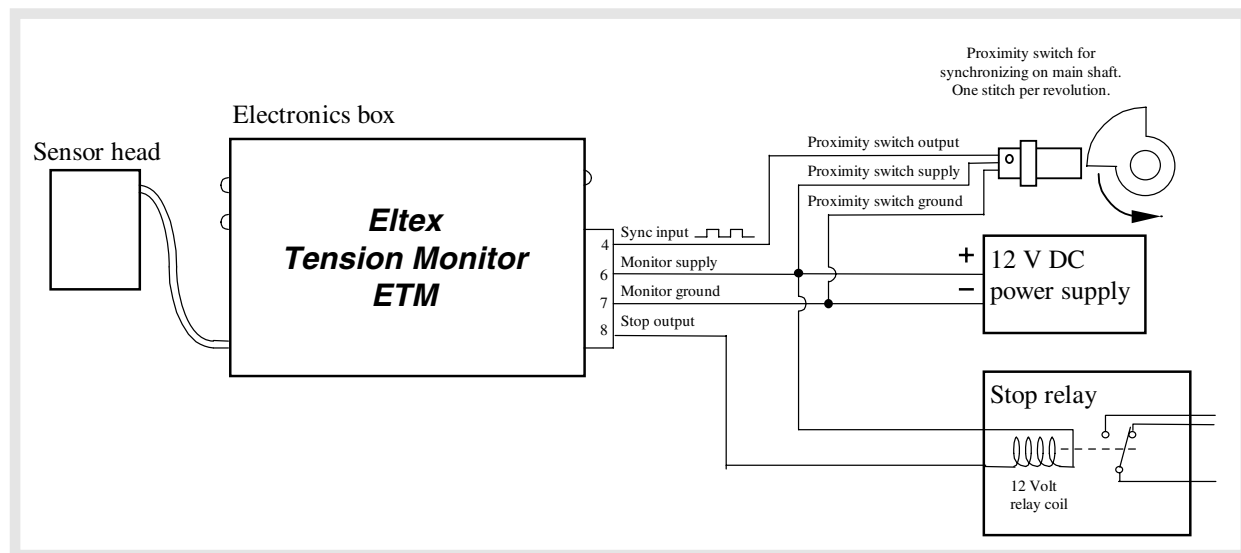 Proximity switch for
synchronizing on main shaft.
One stitch per revolution.
Electronics box
Sensor head
Proximity switch output
Proximity switch supply
Proximity switch ground
Eltex
Tension Monitor
ETM
4
Sync input
6
Monitor supply
7
Monitor ground
8
Stop output
+
−
12 V DC
power supply
Stop relay
12 Volt
relay coil